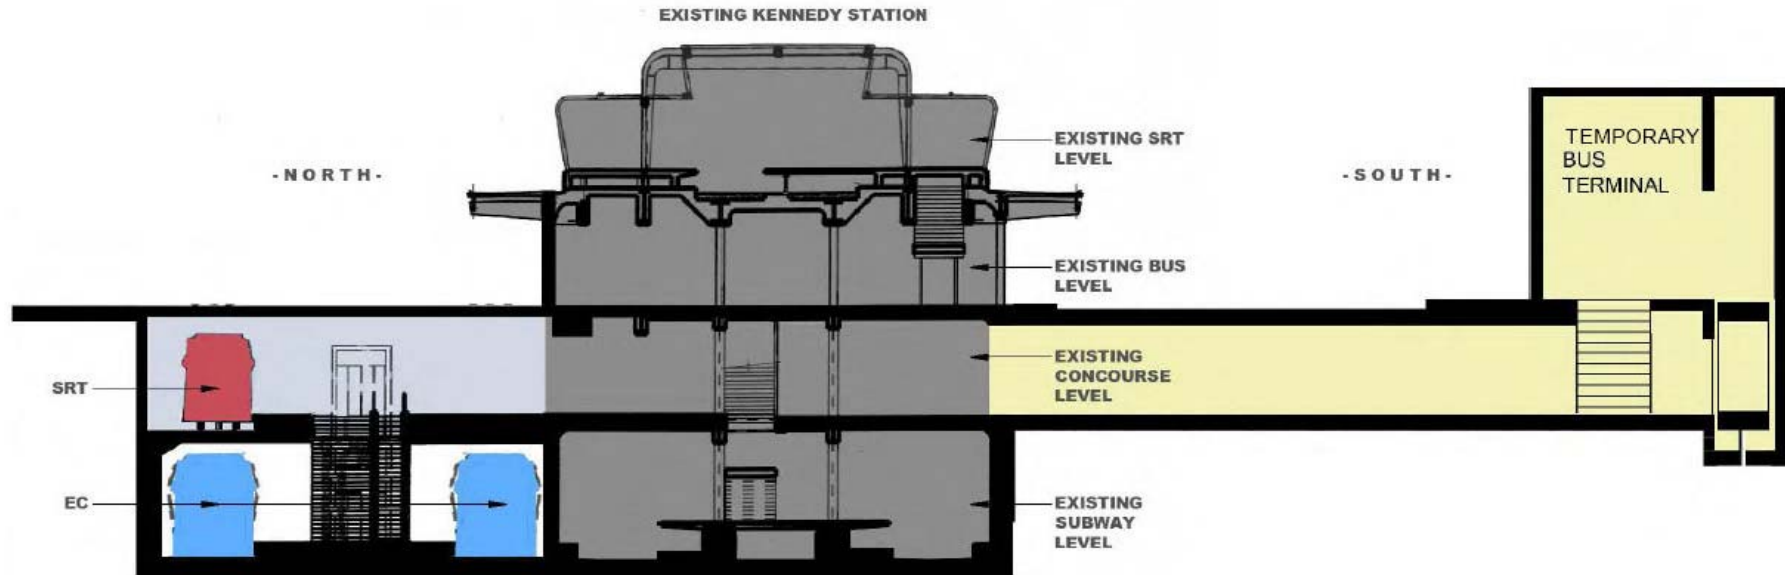 EXISTING KENNEDY STATION
EXISTING SRT
LEVEL
TEMPORARY
BUS
TERMINAL
-NORTH-
-SOUTH-
EXISTING BUS
LEVEL
SRT
EXISTING
CONCOURSE
LEVEL
EC
EXISTING
SUBWAY
LEVEL